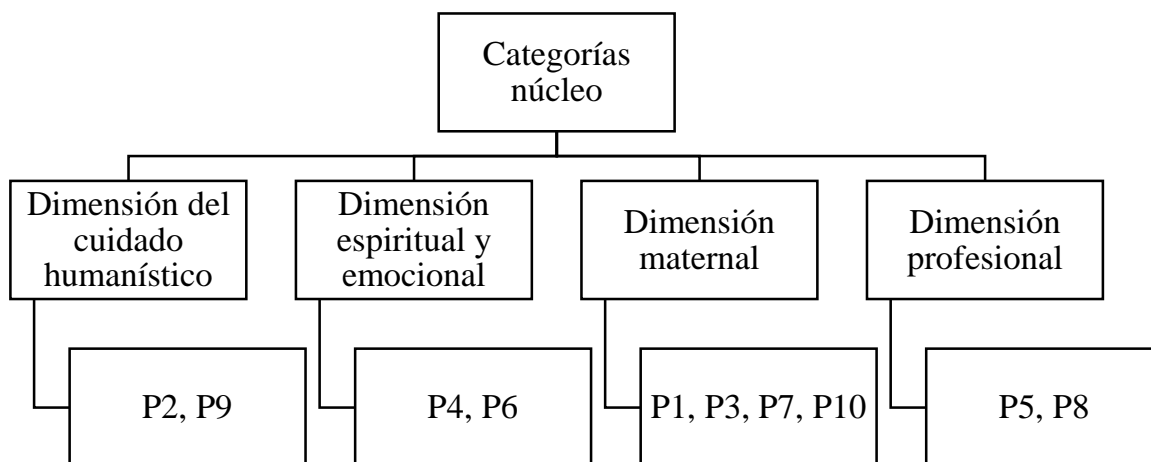 Categorías
núcleo
Dimensión del
cuidado
humanístico
Dimensión
espiritual y
emocional
Dimensión
maternal
Dimensión
profesional
P2, P9
P4, P6
P1, P3, P7, P10
P5, P8